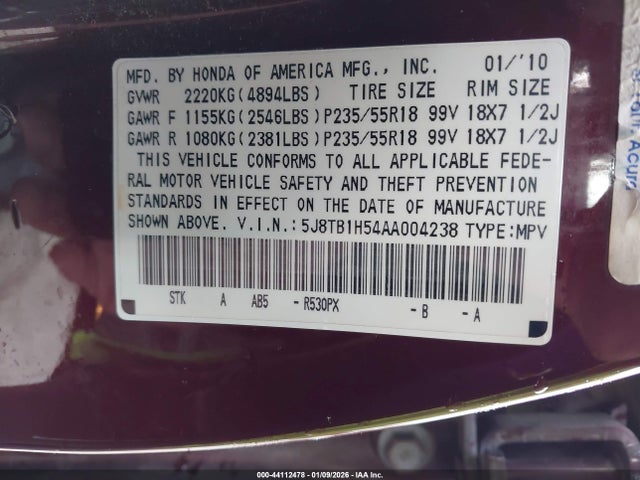 MFD. BY HONDA OF AMERICA MFG., INC. 01/'10
GVWR 2220KG(4894LBS) TIRE SIZE RIM SIZE
GAWR F 1155KG(2546LBS) P235/55R18 99V 18X7 1/2J
GAWR R 1080KG(2381LBS) P235/55R18 99V 18X7 1/2J
THIS VEHICLE CONFORMS TO ALL APPLICABLE FEDE-
RAL MOTOR VEHICLE SAFETY AND THEFT PREVENTION
STANDARDS IN EFFECT ON THE DATE OF MANUFACTURE
SHOWN ABOVE. V.I.N.: 5J8TB1H54AA004238 TYPE:MPV
STK A AB5 - R530PX - B - A
Acura
000-44112478 | 01/09/2026 | IAA Inc.